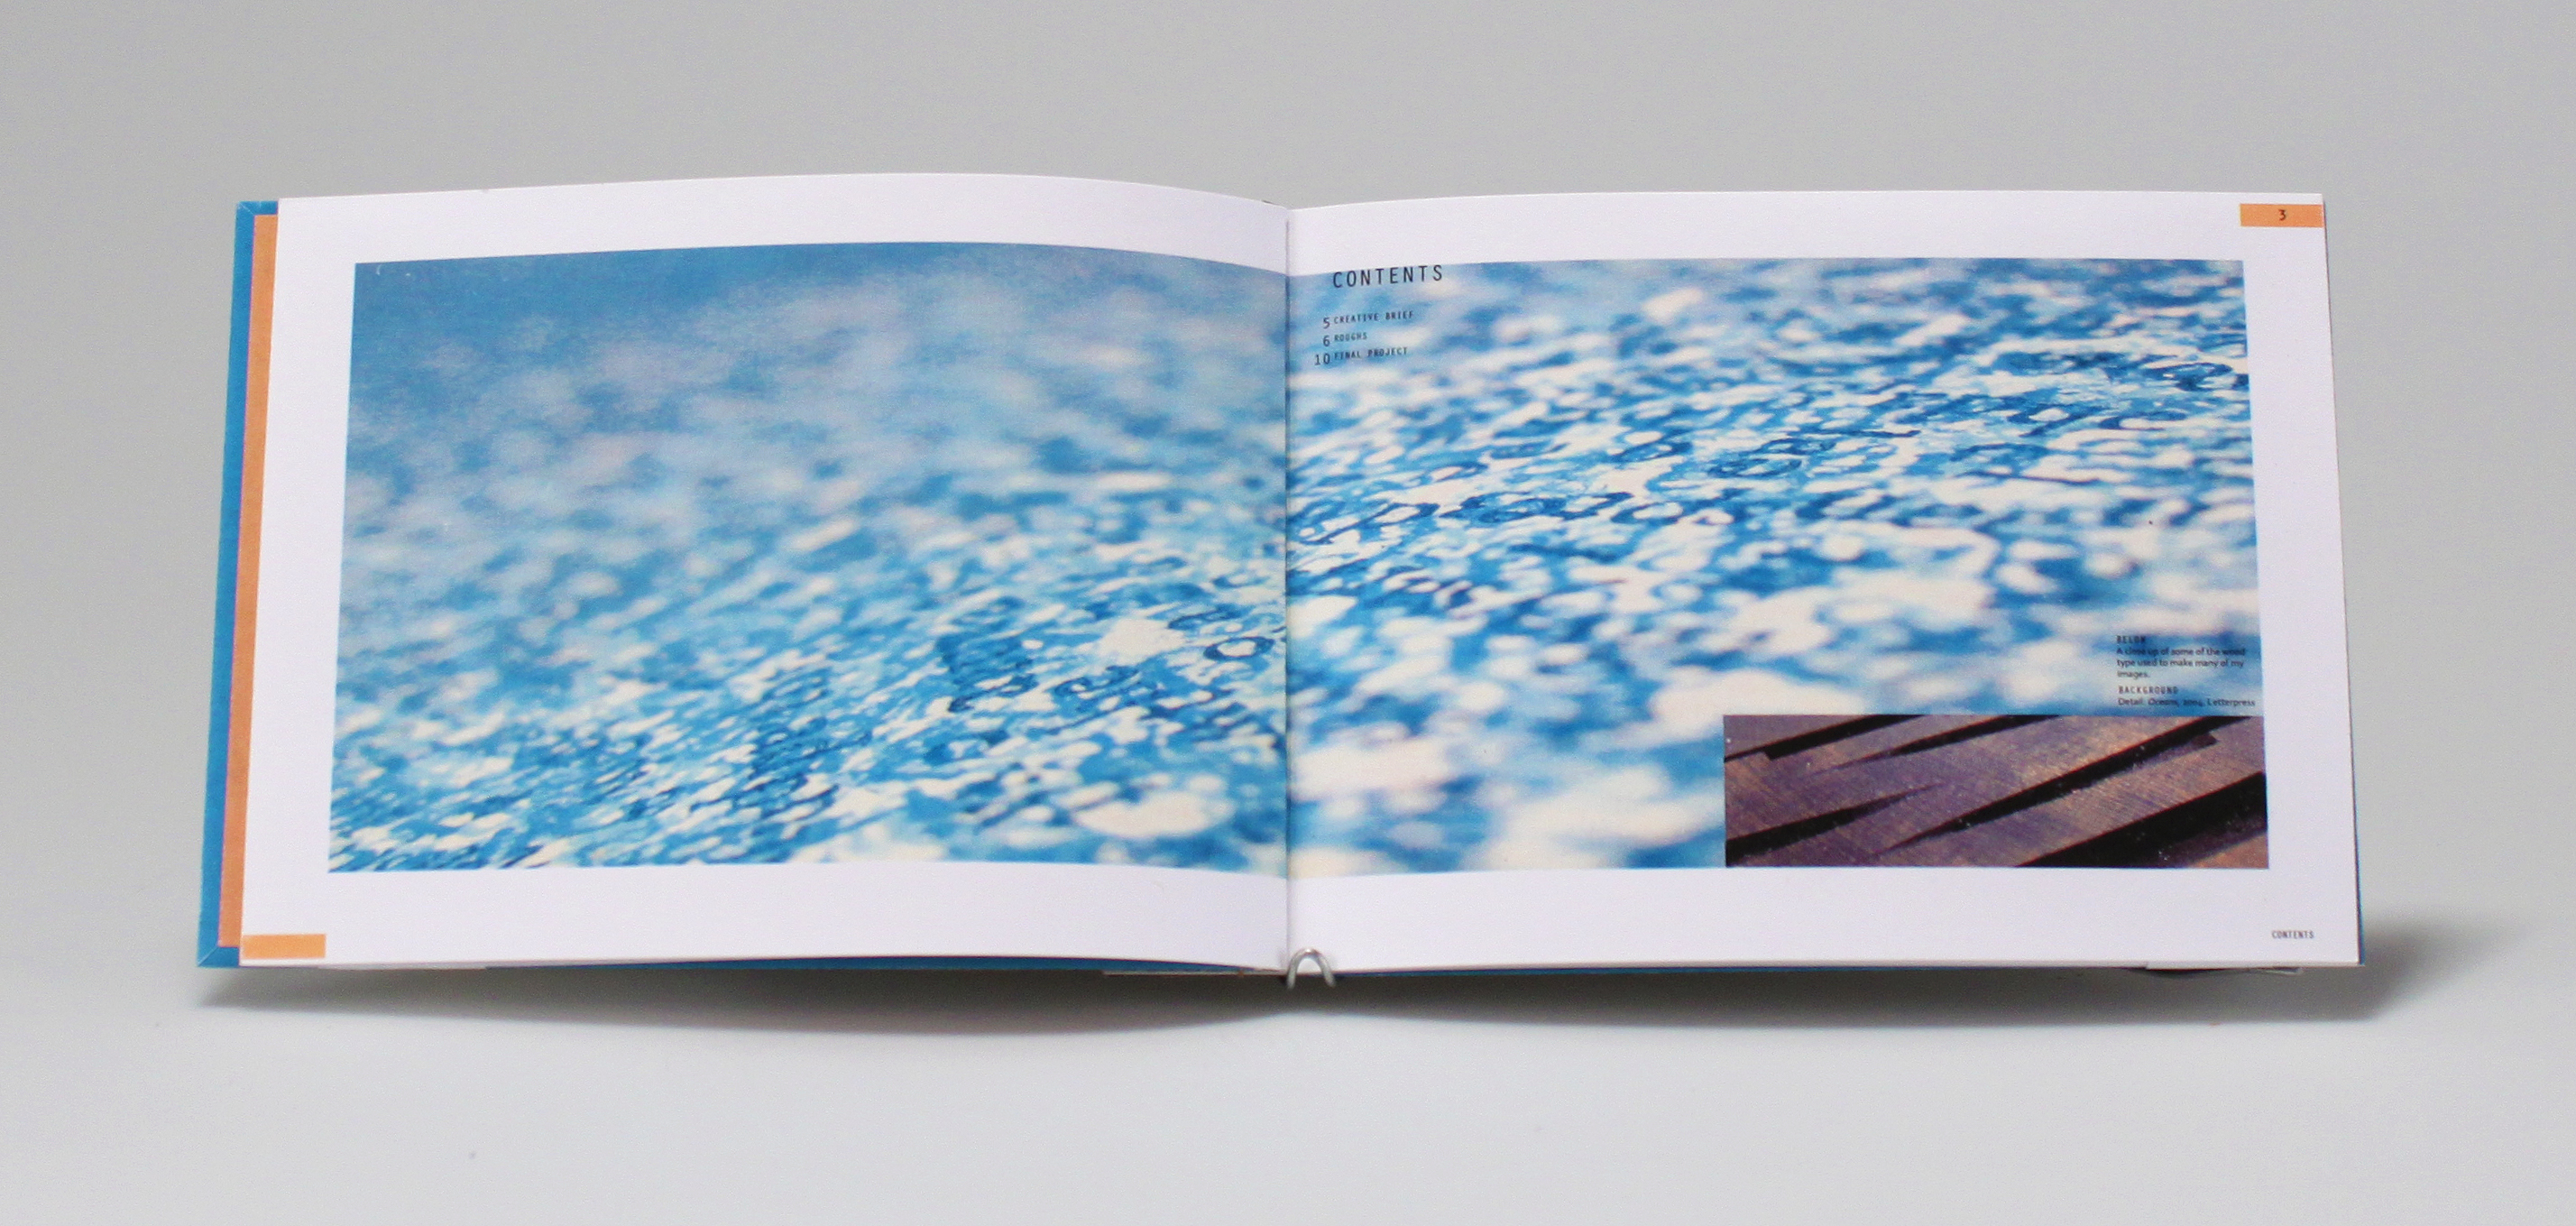 3
CONTENTS
5 CREATIVE BRIEF
6 ROUGHS
10 FINAL PROJECT
BELOW
A close up of some of the wood
type used to make many of my
images.
BACKGROUND
Detail: Oceans, 2004, Letterpress
CONTENTS